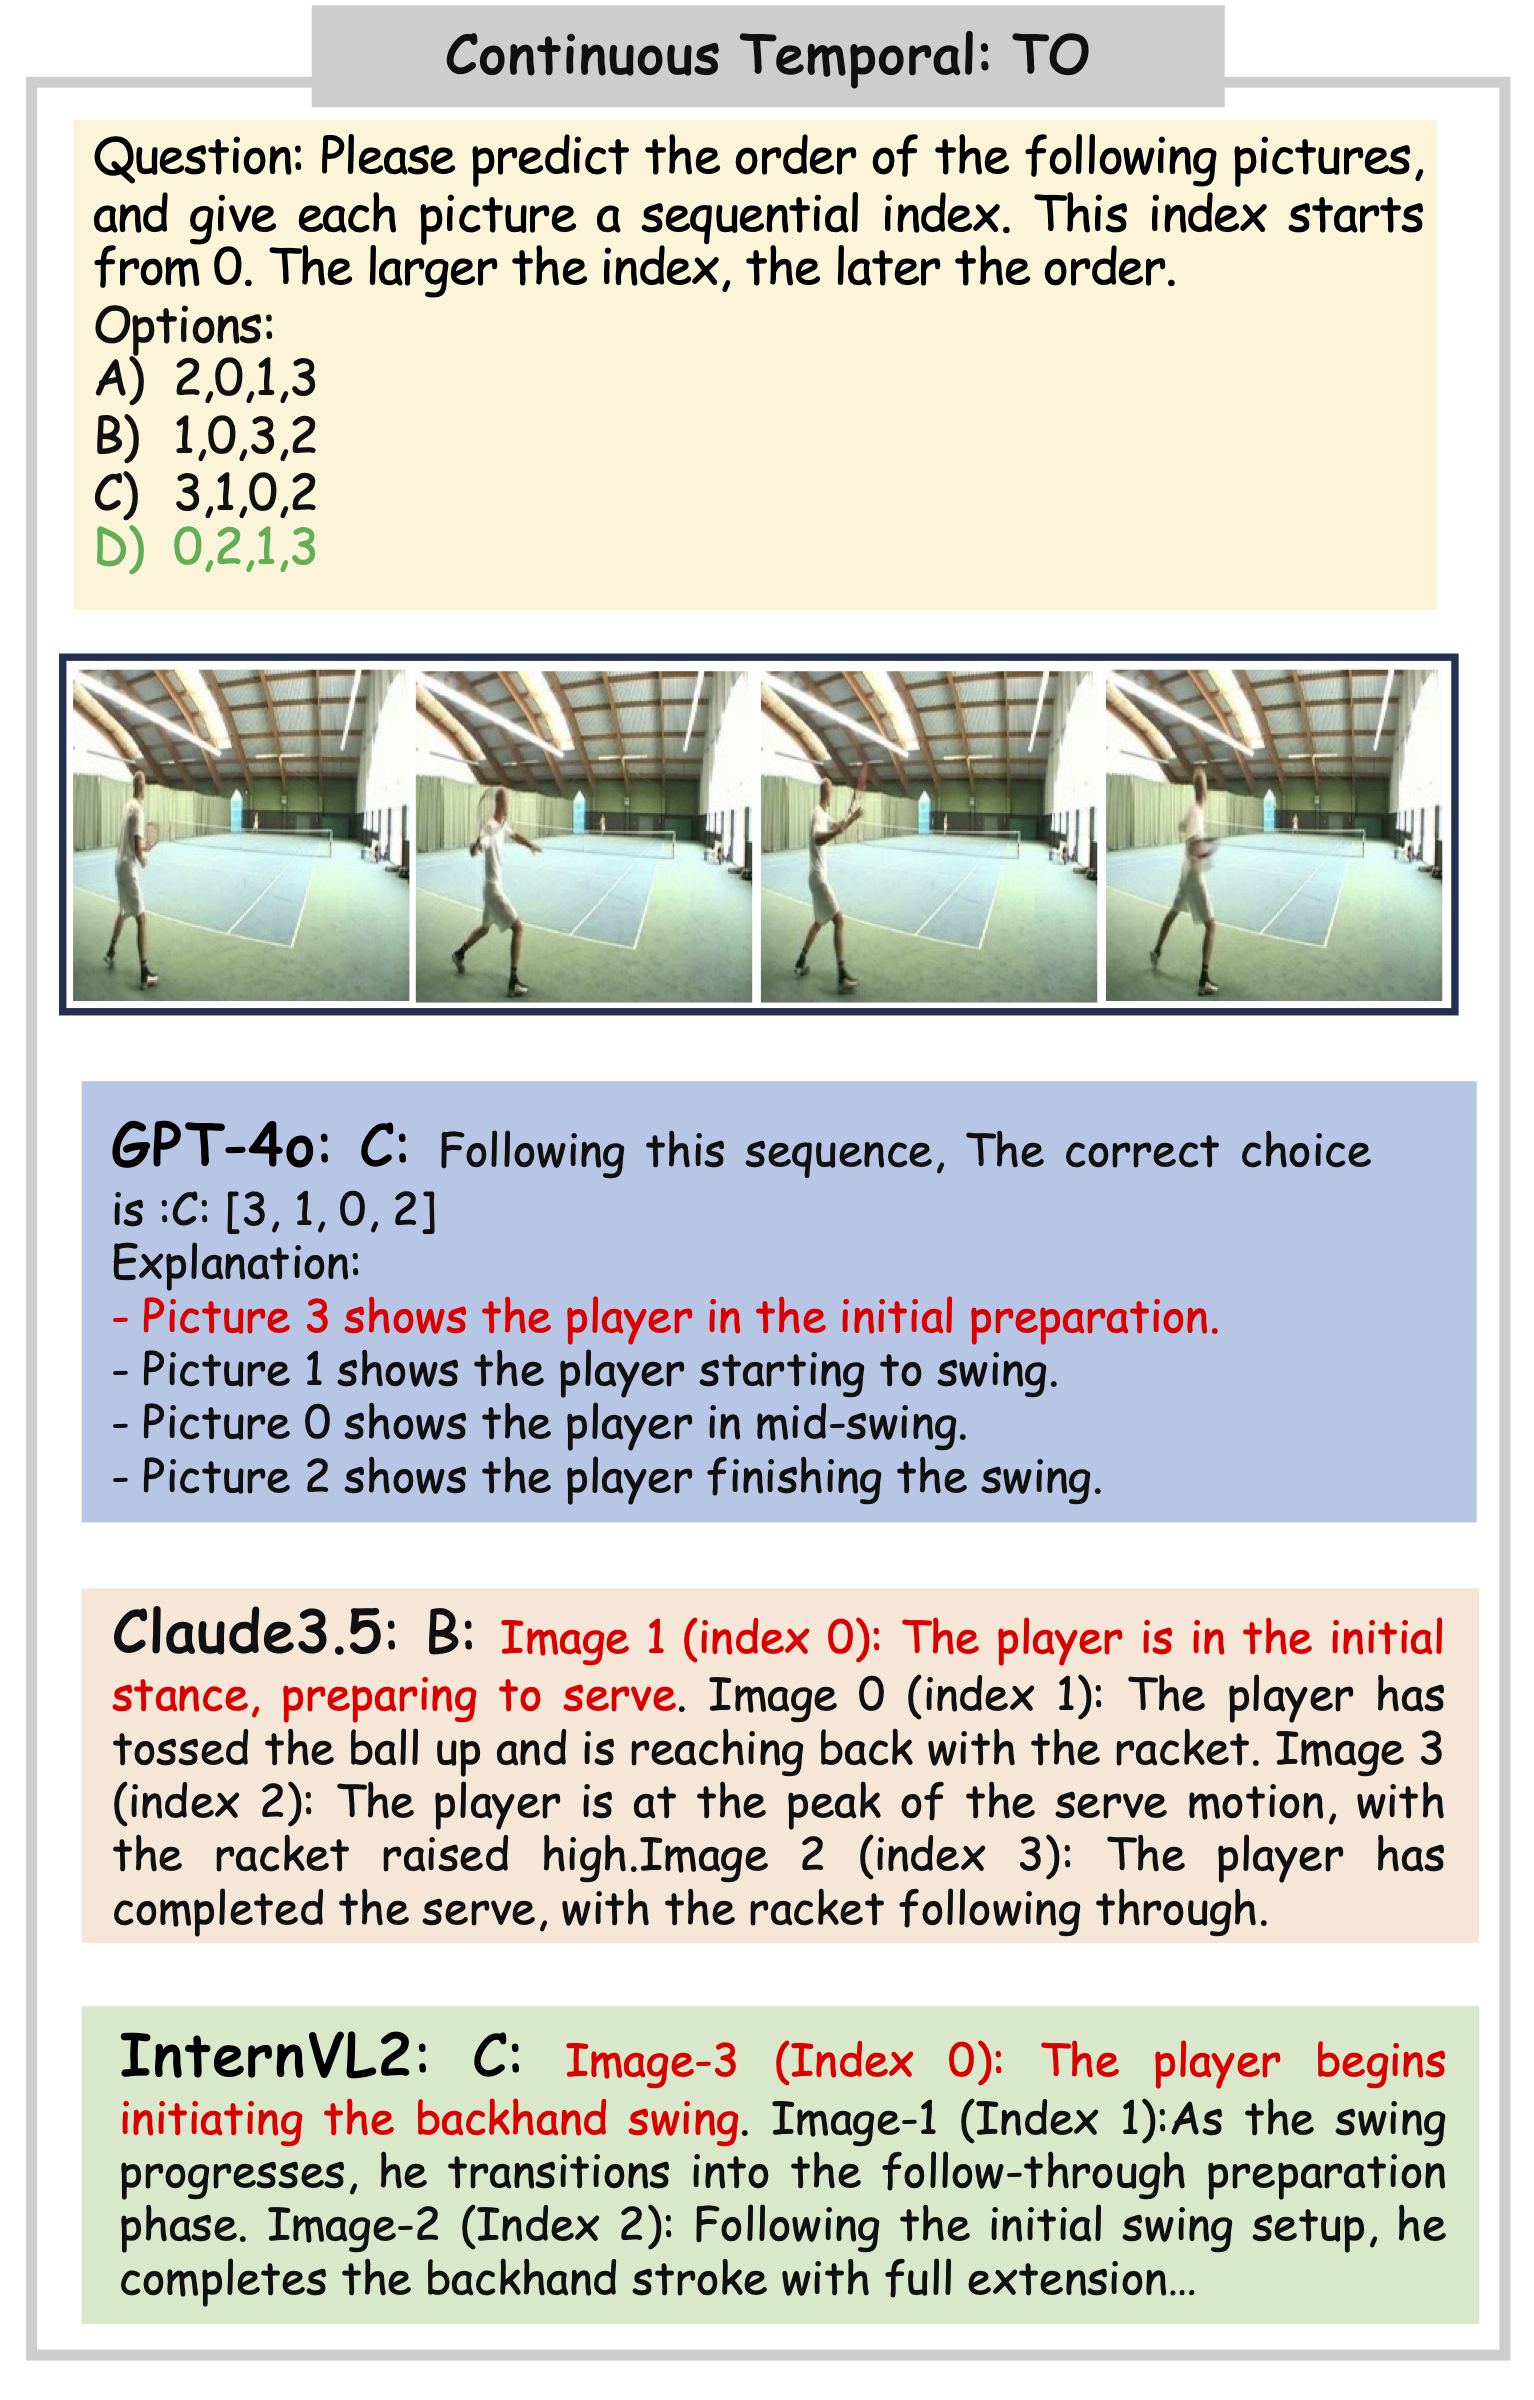 Continuous Temporal: TO
Question: Please predict the order of the following pictures,
and give each picture a sequential index. This index starts
from 0. The larger the index, the later the order.
Options:
A) 2,0,1,3
B) 1,0,3,2
C) 3,1,0,2
D) 0,2,1,3
GPT-4o: C: Following this sequence, The correct choice
is :C: [3, 1, 0, 2]
Explanation:
- Picture 3 shows the player in the initial preparation.
- Picture 1 shows the player starting to swing.
- Picture 0 shows the player in mid-swing.
- Picture 2 shows the player finishing the swing.
Claude3.5: B: Image 1 (index 0): The player is in the initial
stance, preparing to serve. Image 0 (index 1): The player has
tossed the ball up and is reaching back with the racket. Image 3
(index 2): The player is at the peak of the serve motion, with
the racket raised high.Image 2 (index 3): The player has
completed the serve, with the racket following through.
InternVL2: C: Image-3 (Index 0): The player begins
initiating the backhand swing. Image-1 (Index 1):As the swing
progresses, he transitions into the follow-through preparation
phase. Image-2 (Index 2): Following the initial swing setup, he
completes the backhand stroke with full extension…